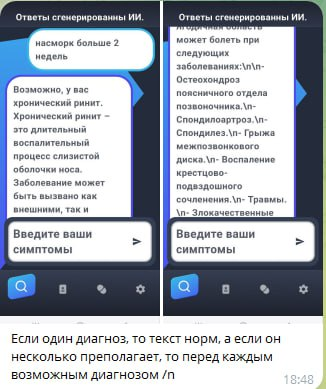 Ответы сгенерированны ИИ.
насморк больше 2
недель
Возможно, у вас
хронический ринит.
Хронический ринит –
это длительный
воспалительный
процесс слизистой
оболочки носа.
Заболевание может
быть вызвано как
внешними, так и
Введите ваши
симптомы
Ответы сгенерированны ИИ.
может болеть при
следующих
заболеваниях:\n\n-
Остеохондроз
поясничного отдела
позвоночника.\n-
Спондилоартроз.\n-
Спондилез.\n- Грыжа
межпозвонкового
диска.\n- Воспаление
крестцово-
подвздошного
сочленения.\n- Травмы.
\n- Злокачественные
Введите ваши
симптомы
Если один диагноз, то текст норм, а если он
несколько преполагает, то перед каждым
возможным диагнозом /n
18:48